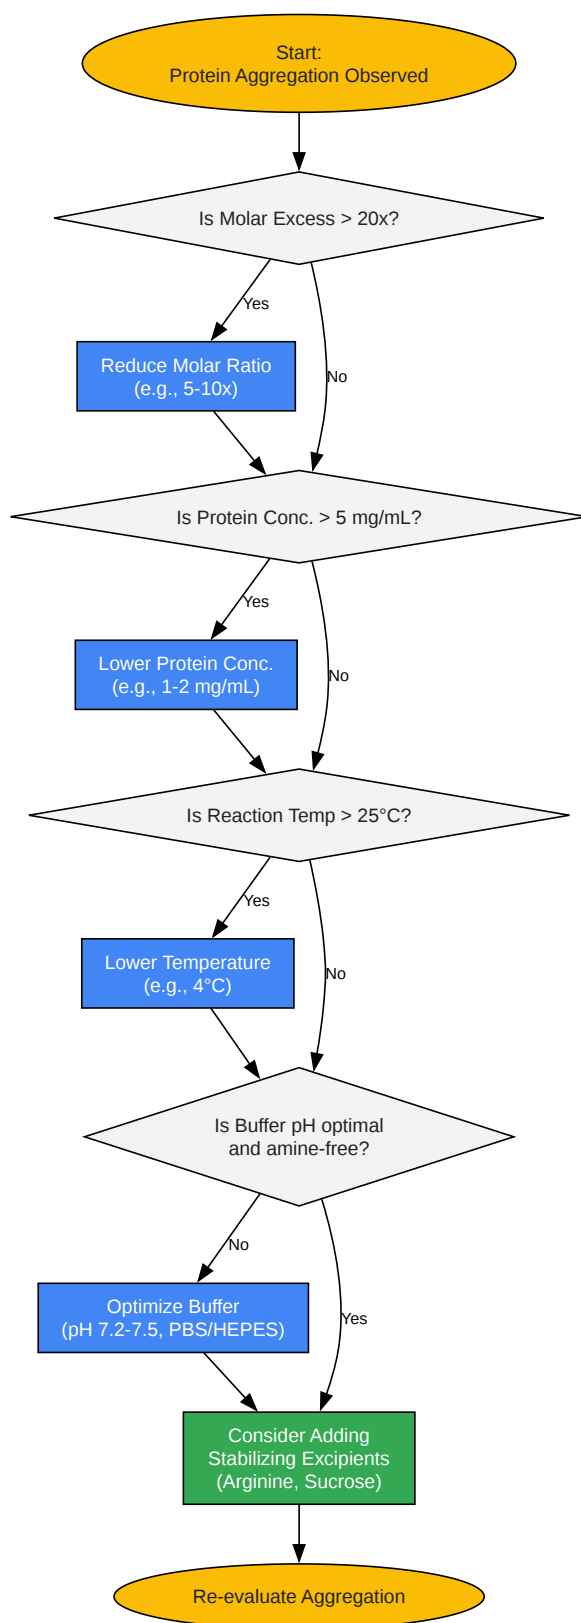 Start:
Protein Aggregation Observed
Is Molar Excess > 20x?
Yes
Reduce Molar Ratio
(e.g., 5-10x)
No
Is Protein Conc. > 5 mg/mL?
Yes
Lower Protein Conc.
(e.g., 1-2 mg/mL)
No
Is Reaction Temp > 25°C?
Yes
Lower Temperature
(e.g., 4°C)
No
Is Buffer pH optimal
and amine-free?
No
Optimize Buffer
(pH 7.2-7.5, PBS/HEPES)
Yes
Consider Adding
Stabilizing Excipients
(Arginine, Sucrose)
Re-evaluate Aggregation